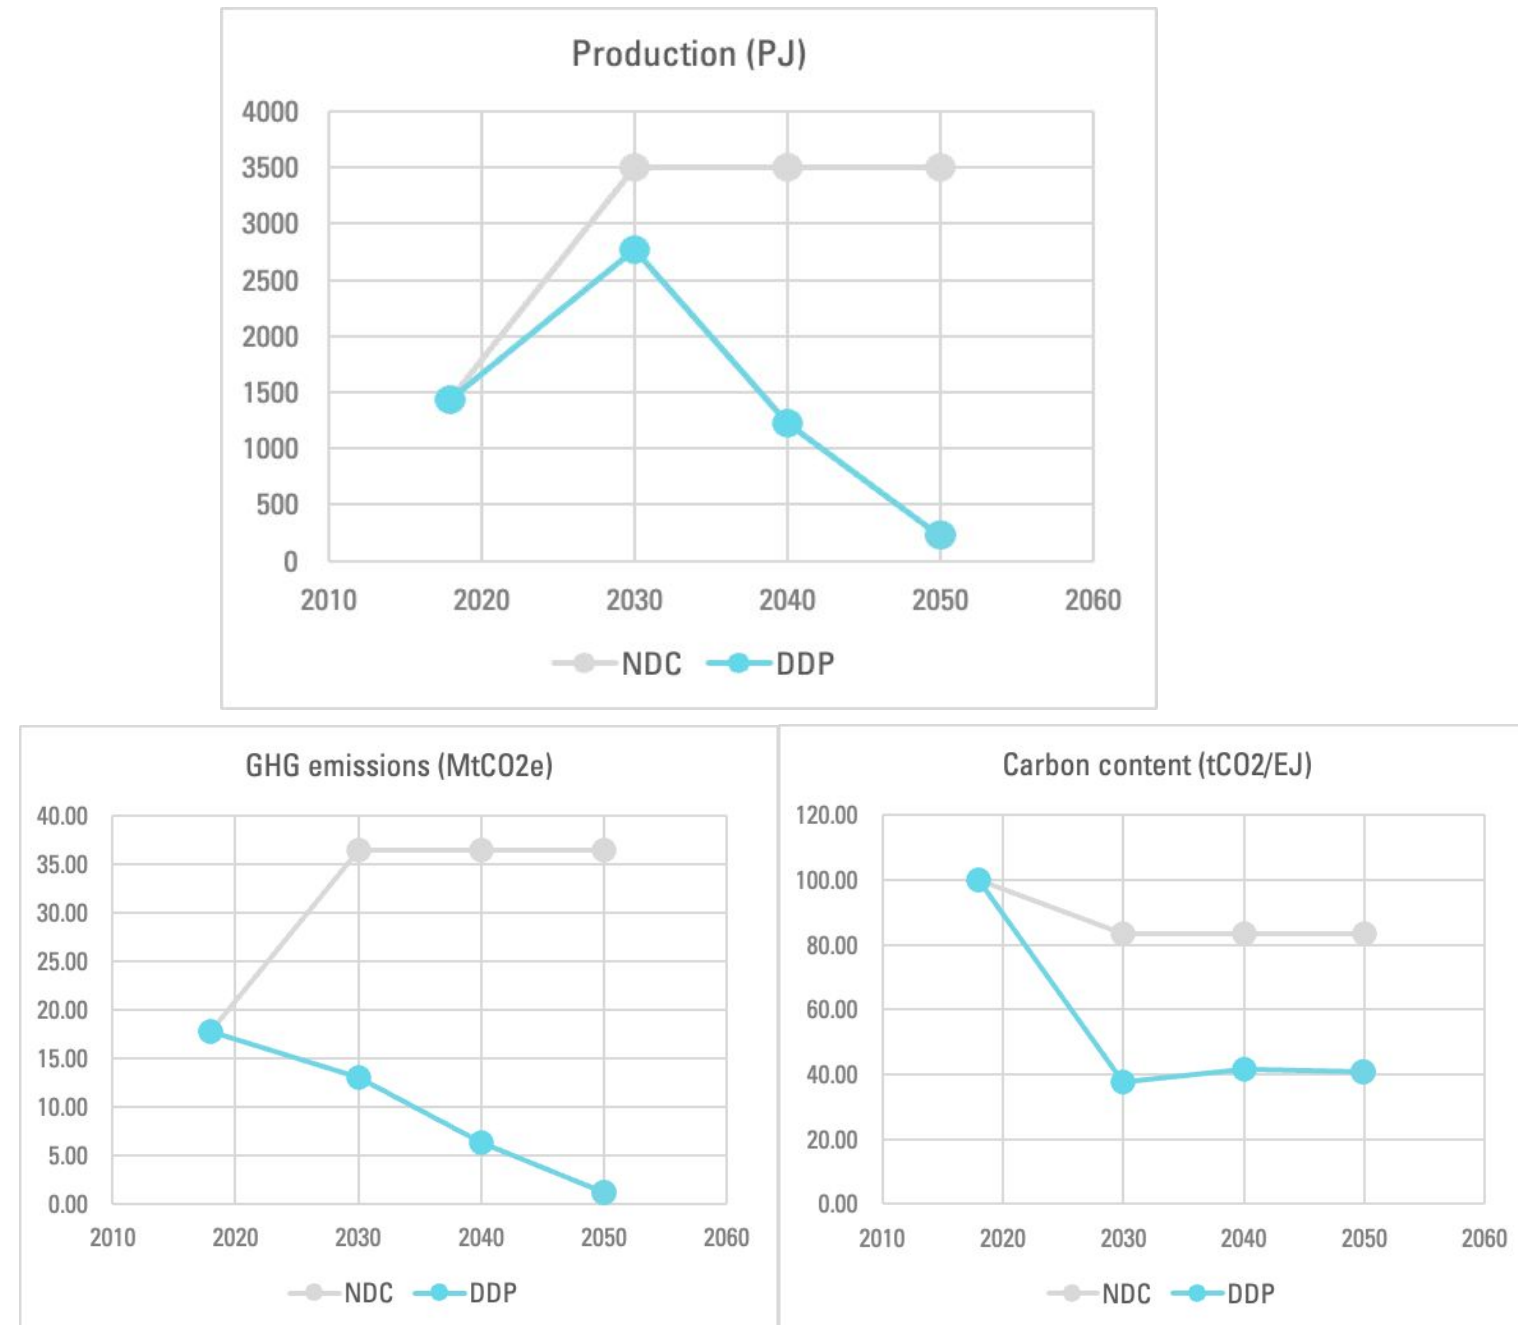 Production (PJ)
4000
3500
3000
2500
2000
1500
1000
500
0
2010 2020 2030 2040 2050 2060
NDC DDP
GHG emissions (MtCO2e)
40.00
35.00
30.00
25.00
20.00
15.00
10.00
5.00
0.00
2010 2020 2030 2040 2050 2060
NDC DDP
Carbon content (tCO2/EJ)
120.00
100.00
80.00
60.00
40.00
20.00
0.00
2010 2020 2030 2040 2050 2060
NDC DDP